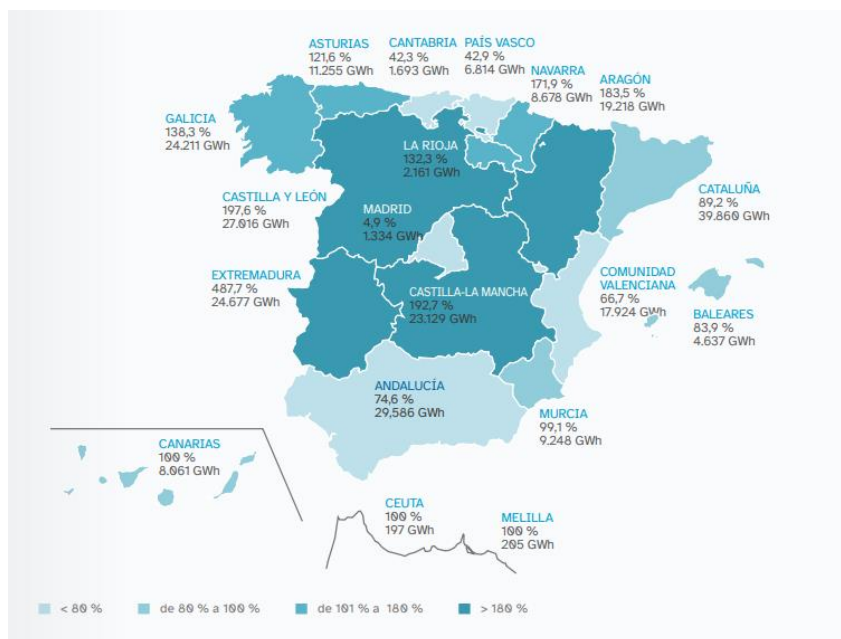 ASTURIAS
121,6 %
11.255 GWh
CANTABRIA
42,3 %
1.693 GWh
PAÍS VASCO
42,9 %
6.814 GWh
NAVARRA
171,9 %
8.678 GWh
ARAGÓN
183,5 %
19.218 GWh
GALICIA
138,3 %
24.211 GWh
LA RIOJA
132,3 %
2.161 GWh
CASTILLA Y LEÓN
197,6 %
27.016 GWh
MADRID
4,9 %
1.334 GWh
CATALUÑA
89,2 %
39.860 GWh
EXTREMADURA
487,7 %
24.677 GWh
CASTILLA-LA MANCHA
192,7 %
23.129 GWh
COMUNIDAD
VALENCIANA
66,7 %
17.924 GWh
BALEARES
83,9 %
4.637 GWh
ANDALUCÍA
74,6 %
29,586 GWh
MURCIA
99,1 %
9.248 GWh
CANARIAS
100 %
8.061 GWh
CEUTA
100 %
197 GWh
MELILLA
100 %
205 GWh
< 80 % de 80 % a 100 % de 101 % a 180 % > 180 %